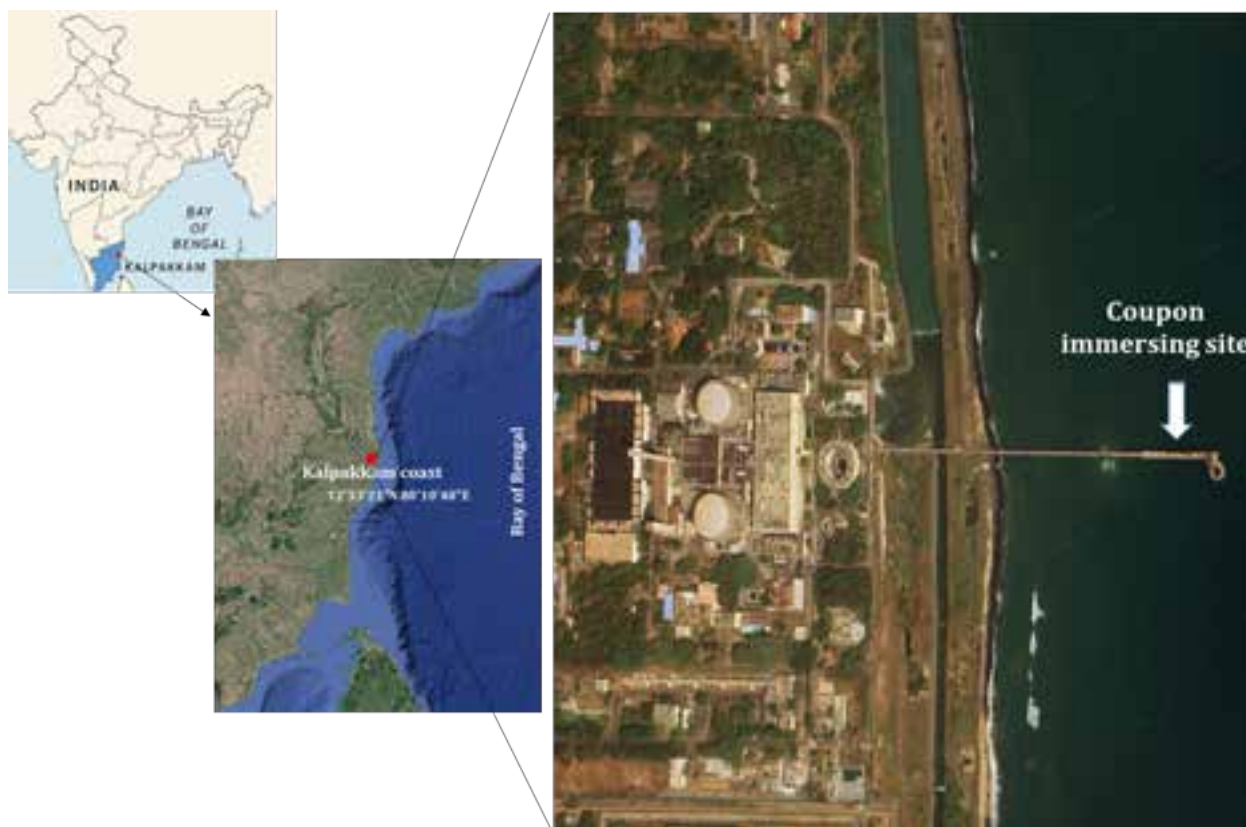 INDIA
BAY
OF
BENGAL
KALPAKKAM
Kalpakkam coast
Bay of Bengal
Coupon
immersing site